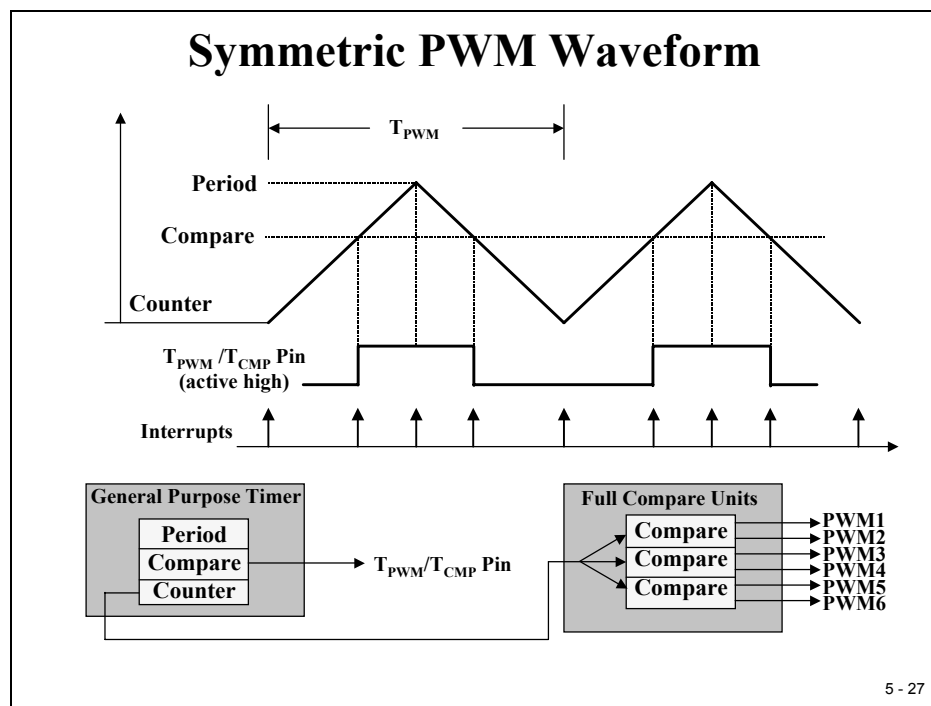 Symmetric PWM Waveform
TPWM
Period
Compare
Counter
TPWM /TCMP Pin
(active high)
Interrupts
General Purpose Timer
Period
Compare
Counter
TPWM/TCMP Pin
Full Compare Units
Compare
Compare
Compare
PWM1
PWM2
PWM3
PWM4
PWM5
PWM6
5 - 27